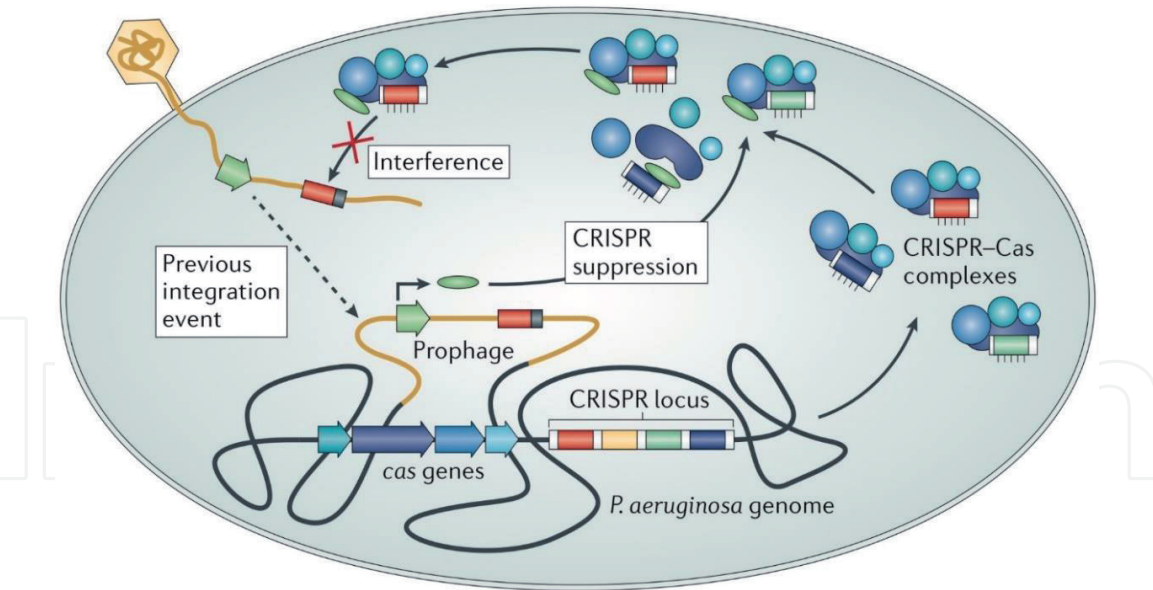 Interference
Previous
integration
event
CRISPR
suppression
CRISPR–Cas
complexes
Prophage
CRISPR locus
cas genes
P. aeruginosa genome